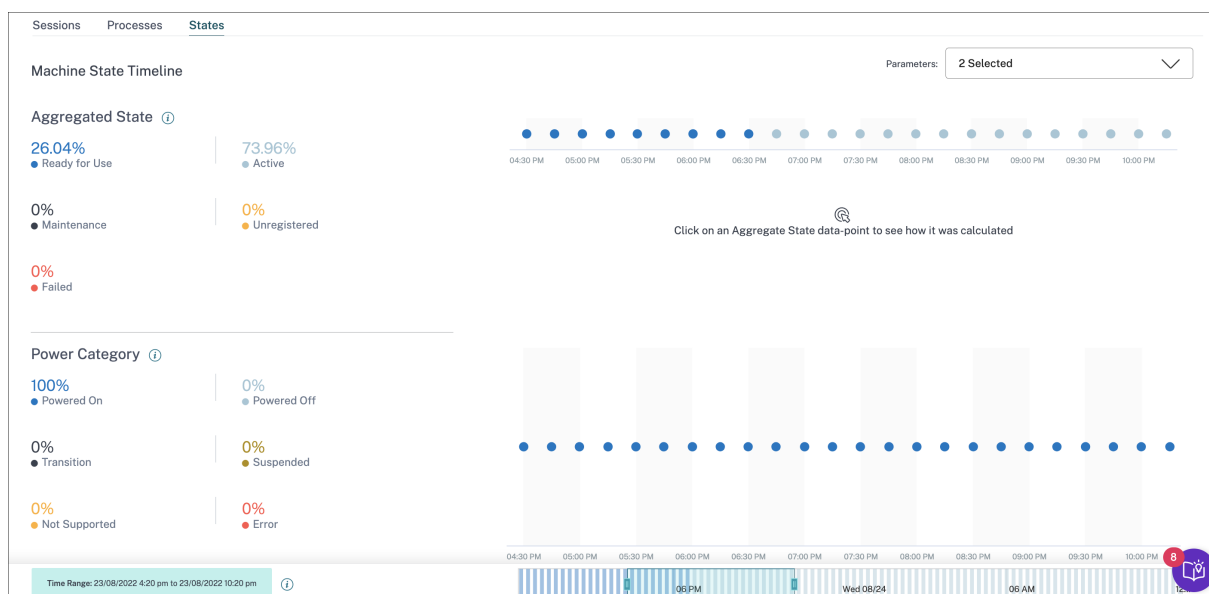 Sessions Processes States
Machine State Timeline
Parameters: 2 Selected
Aggregated State
26.04%
Ready for Use
73.96%
Active
0%
Maintenance
0%
Unregistered
0%
Failed
04:30 PM 05:00 PM 05:30 PM 06:00 PM 06:30 PM 07:00 PM 07:30 PM 08:00 PM 08:30 PM 09:00 PM 09:30 PM 10:00 PM
Click on an Aggregate State data-point to see how it was calculated
Power Category
100%
Powered On
0%
Powered Off
0%
Transition
0%
Suspended
0%
Not Supported
0%
Error
04:30 PM 05:00 PM 05:30 PM 06:00 PM 06:30 PM 07:00 PM 07:30 PM 08:00 PM 08:30 PM 09:00 PM 09:30 PM 10:00 PM
8
Time Range: 23/08/2022 4:20 pm to 23/08/2022 10:20 pm
06 PM Wed 08/24 06 AM